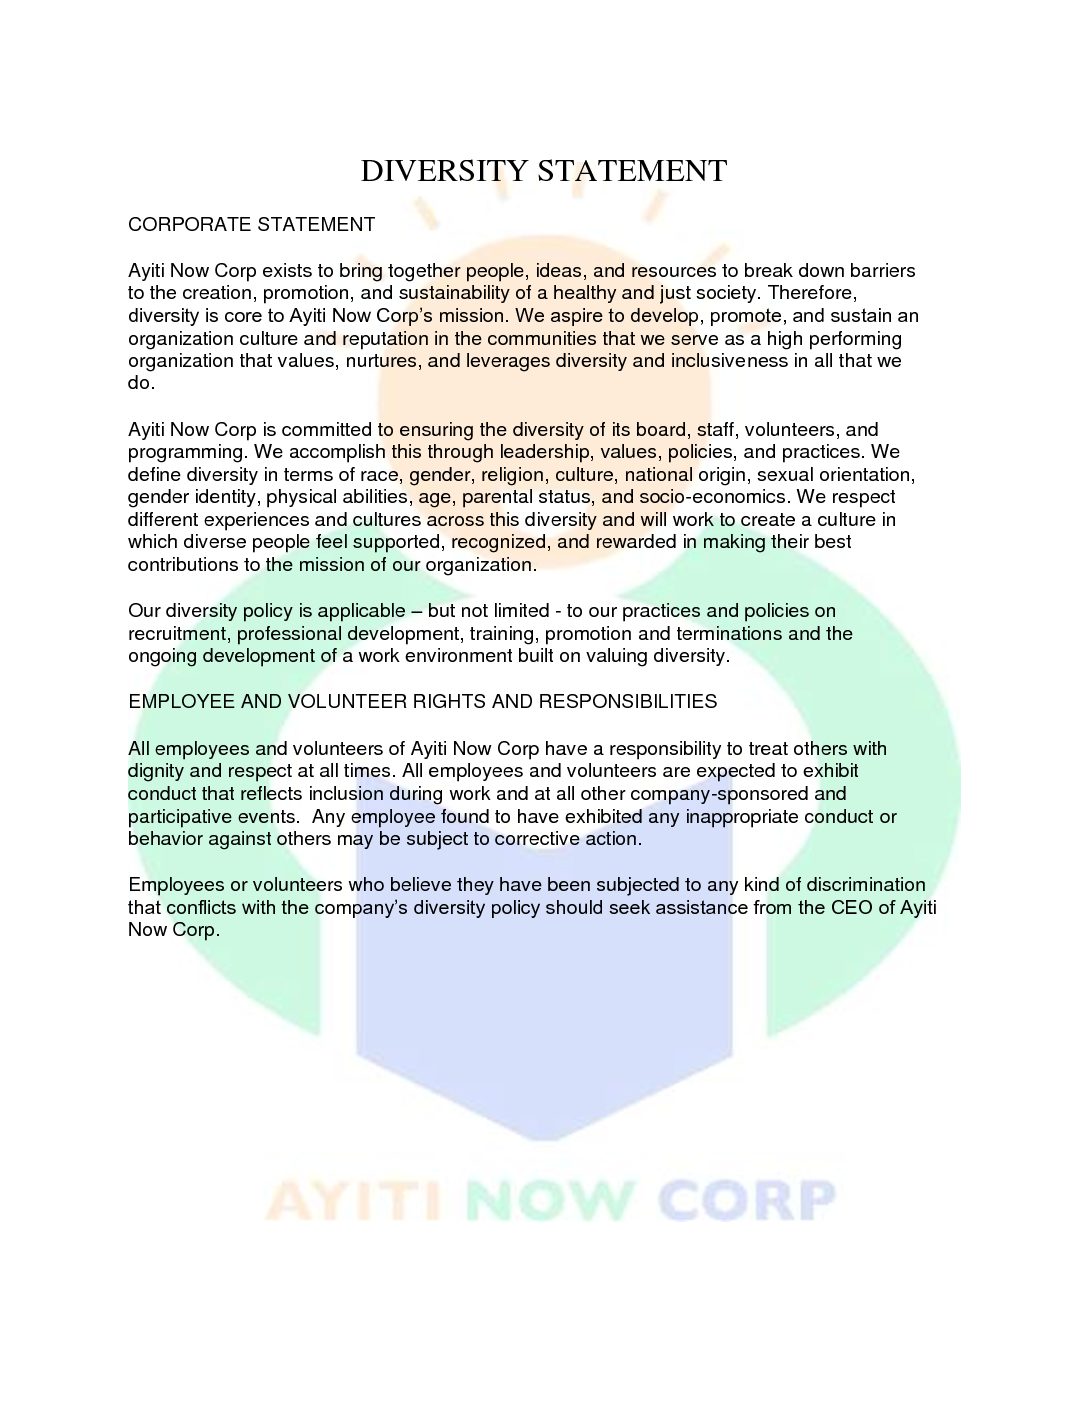 DIVERSITY STATEMENT
CORPORATE STATEMENT
Ayiti Now Corp exists to bring together people, ideas, and resources to break down barriers
to the creation, promotion, and sustainability of a healthy and just society. Therefore,
diversity is core to Ayiti Now Corp's mission. We aspire to develop, promote, and sustain an
organization culture and reputation in the communities that we serve as a high performing
organization that values, nurtures, and leverages diversity and inclusiveness in all that we
do.
Ayiti Now Corp is committed to ensuring the diversity of its board, staff, volunteers, and
programming. We accomplish this through leadership, values, policies, and practices. We
define diversity in terms of race, gender, religion, culture, national origin, sexual orientation,
gender identity, physical abilities, age, parental status, and socio-economics. We respect
different experiences and cultures across this diversity and will work to create a culture in
which diverse people feel supported, recognized, and rewarded in making their best
contributions to the mission of our organization.
Our diversity policy is applicable – but not limited - to our practices and policies on
recruitment, professional development, training, promotion and terminations and the
ongoing development of a work environment built on valuing diversity.
EMPLOYEE AND VOLUNTEER RIGHTS AND RESPONSIBILITIES
All employees and volunteers of Ayiti Now Corp have a responsibility to treat others with
dignity and respect at all times. All employees and volunteers are expected to exhibit
conduct that reflects inclusion during work and at all other company-sponsored and
participative events.  Any employee found to have exhibited any inappropriate conduct or
behavior against others may be subject to corrective action.
Employees or volunteers who believe they have been subjected to any kind of discrimination
that conflicts with the company's diversity policy should seek assistance from the CEO of Ayiti
Now Corp.
AYITI NOW CORP